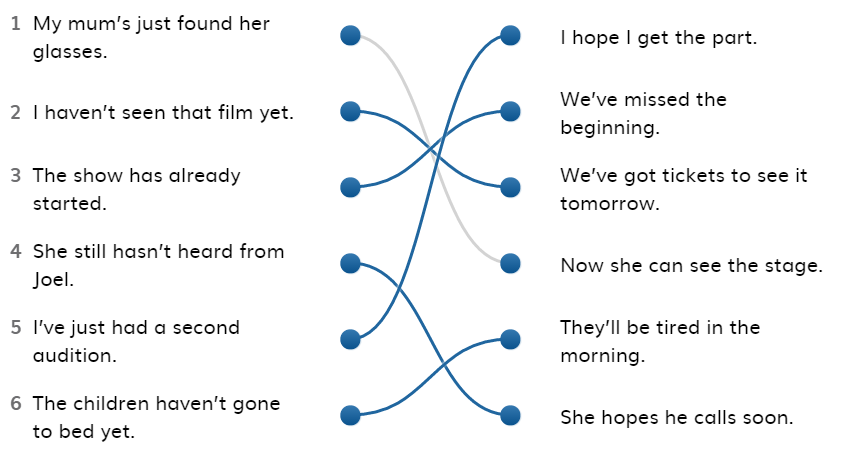 1 My mum's just found her
glasses.
I hope I get the part.
2 I haven't seen that film yet.
We've missed the
beginning.
3 The show has already
started.
We've got tickets to see it
tomorrow.
4 She still hasn't heard from
Joel.
Now she can see the stage.
5 I've just had a second
audition.
They'll be tired in the
morning.
6 The children haven't gone
to bed yet.
She hopes he calls soon.